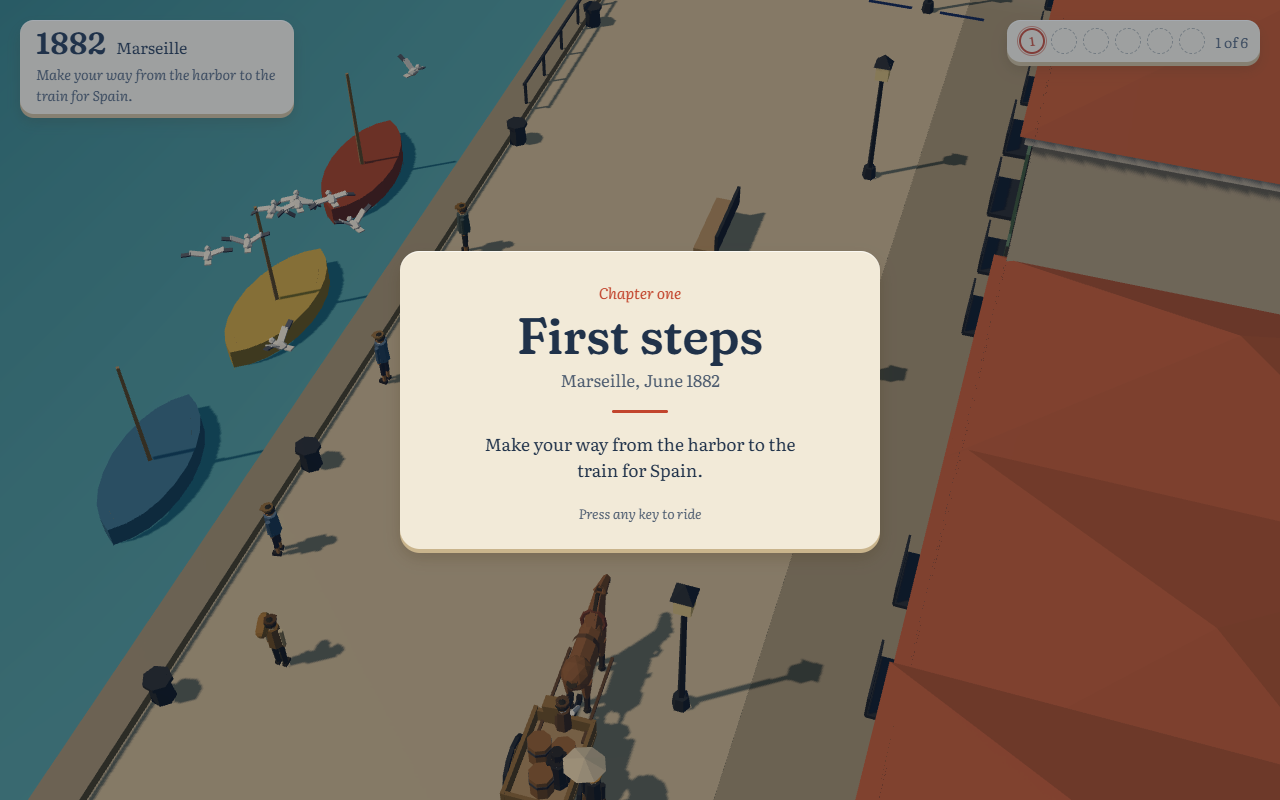 1882 Marseille
Make your way from the harbor to the
train for Spain.
1
1 of 6
Chapter one
First steps
Marseille, June 1882
Make your way from the harbor to the
train for Spain.
Press any key to ride